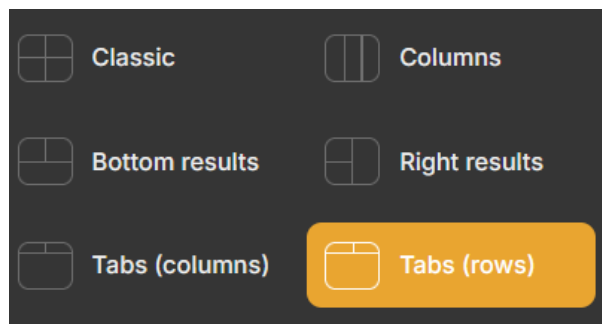 Classic
Columns
Bottom results
Right results
Tabs (columns)
Tabs (rows)